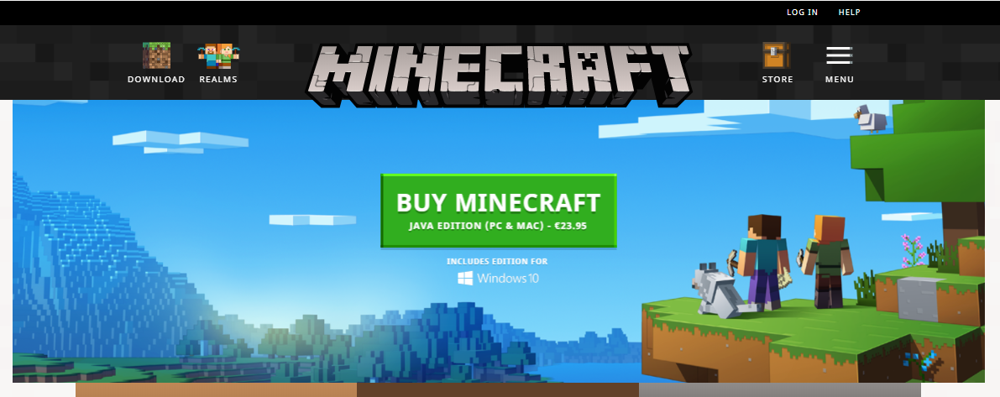 LOG IN HELP
MINECRAFT
DOWNLOAD REALMS STORE MENU
BUY MINECRAFT
JAVA EDITION (PC & MAC) - €23.95
INCLUDES EDITION FOR
Windows 10